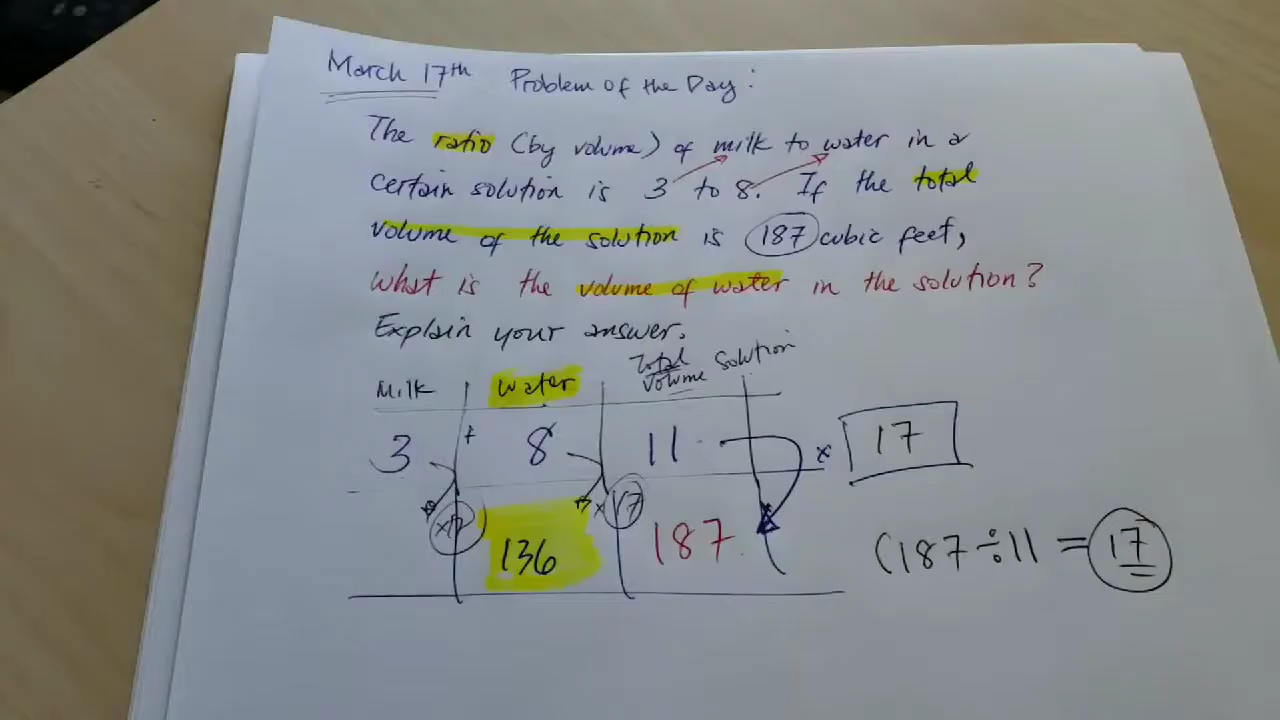 March 17th Problem of the Day:
The ratio (by volume) of milk to water in a
certain solution is 3 to 8. If the total
volume of the solution is 187 cubic feet,
what is the volume of water in the solution?
Explain your answer.
Milk Water Total Volume Solution
3 + 8 11 × 17
×17 ×17
136 187 (187÷11 = 17